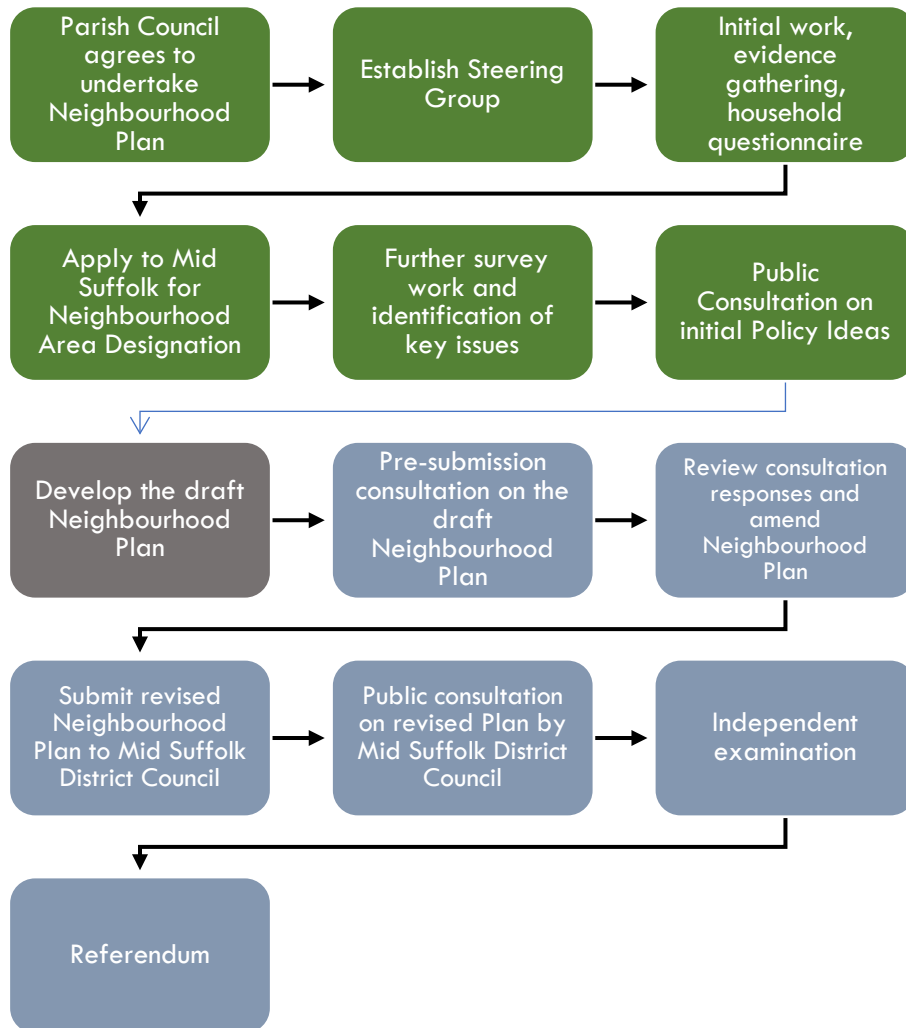 Parish Council
agrees to
undertake
Neighbourhood
Plan
Establish Steering
Group
Initial work,
evidence
gathering,
household
questionnaire
Apply to Mid
Suffolk for
Neighbourhood
Area Designation
Further survey
work and
identification of
key issues
Public
Consultation on
initial Policy Ideas
Develop the draft
Neighbourhood
Plan
Pre-submission
consultation on the
draft
Neighbourhood
Plan
Review consultation
responses and
amend
Neighbourhood
Plan
Submit revised
Neighbourhood
Plan to Mid Suffolk
District Council
Public consultation
on revised Plan by
Mid Suffolk District
Council
Independent
examination
Referendum